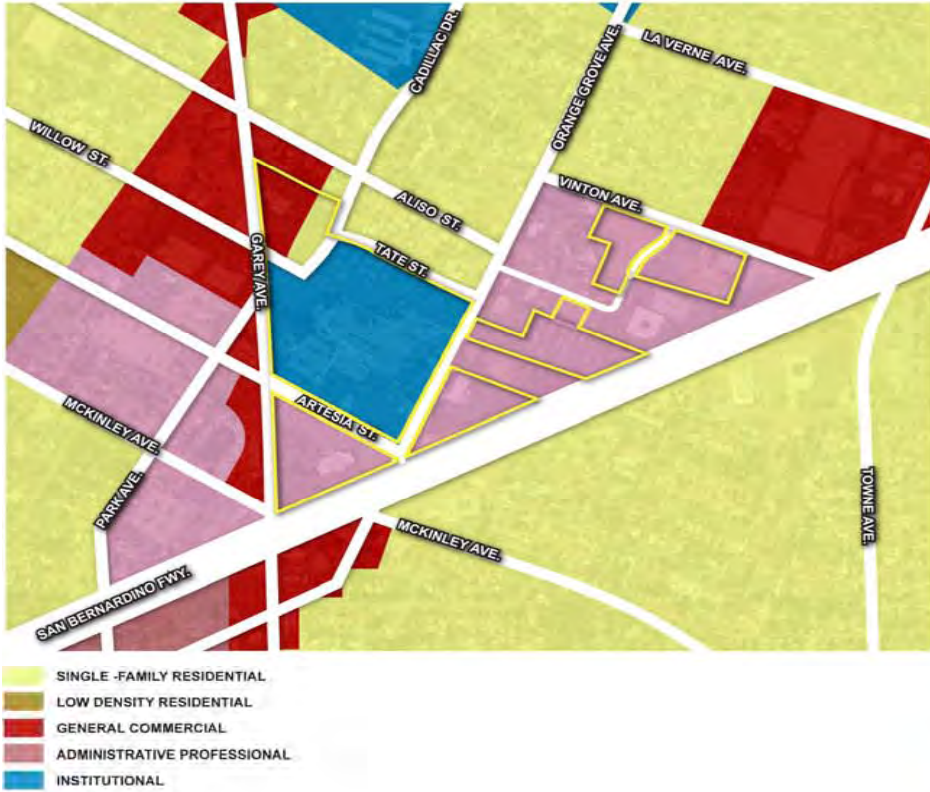 CADILLAC DR.
ORANGE GROVE AVE.
LA VERNE AVE.
WILLOW ST.
VINTON AVE.
ALISO ST.
TATE ST.
GAREY AVE.
ARTESIA ST.
MCKINLEY AVE.
PARK AVE.
TOWNE AVE.
MCKINLEY AVE.
SAN BERNARDINO FWY.
SINGLE -FAMILY RESIDENTIAL
LOW DENSITY RESIDENTIAL
GENERAL COMMERCIAL
ADMINISTRATIVE PROFESSIONAL
INSTITUTIONAL